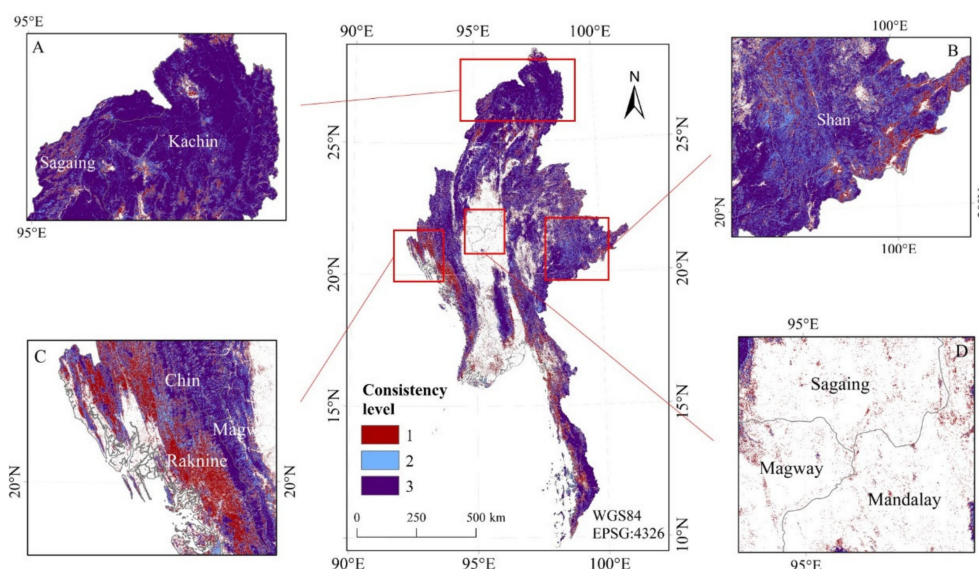 95°E
A
Kachin
Sagaing
95°E
90°E
95°E
100°E
N
25°N
20°N
15°N
25°N
20°N
15°N
10°N
Consistency
level
1
2
3
0
250
500 km
WGS84
EPSG:4326
90°E
95°E
100°E
100°E
B
Shan
20°N
20°N
100°E
C
Chin
Magw
Raknine
20°N
20°N
95°E
D
Sagaing
Magway
Mandalay
95°E